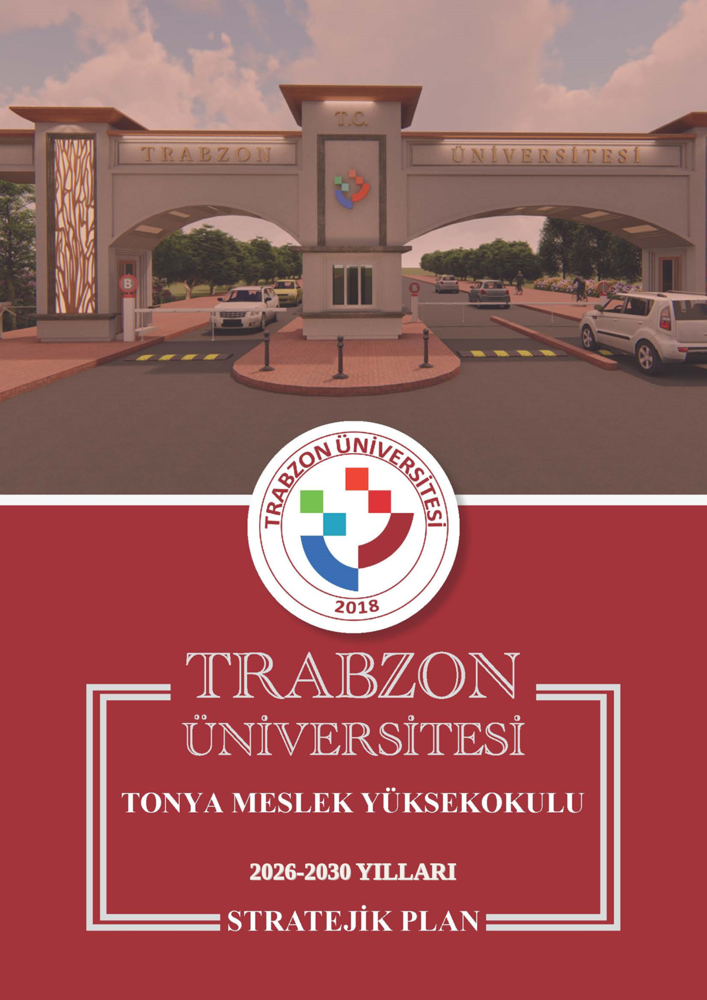 T.C.
TRABZON
ÜNİVERSİTESİ
B
B
TRABZON ÜNİVERSİTESİ
2018
TRABZON
ÜNİVERSİTESİ
TONYA MESLEK YÜKSEKOKULU
2026-2030 YILLARI
STRATEJİK PLAN